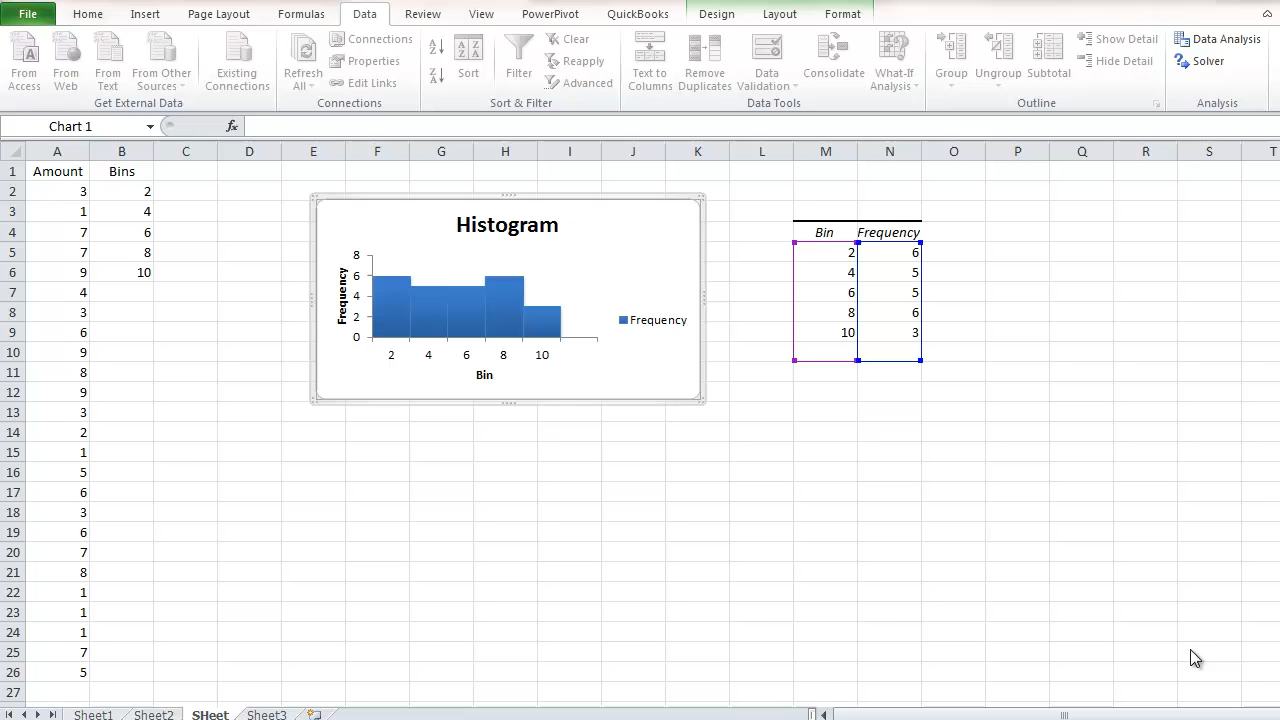 File Home Insert Page Layout Formulas Data Review View PowerPivot QuickBooks Design Layout Format
From Access From Web From Text From Other Sources Existing Connections Refresh All Connections Properties Edit Links Sort Filter Clear Reapply Advanced Text to Columns Remove Duplicates Data Validation Consolidate What-If Analysis Group Ungroup Subtotal Show Detail Hide Detail Data Analysis Solver
Get External Data Connections Sort & Filter Data Tools Outline Analysis
Chart 1 fx
A B C D E F G H I J K L M N O P Q R S T
1 Amount Bins
2 3 2
3 1 4
4 7 6 Bin Frequency
5 7 8 2 6
6 9 10 4 5
7 4 6 5
8 3 8 6
9 6 10 3
10 9
11 8
12 9
13 3
14 2
15 1
16 5
17 6
18 3
19 6
20 7
21 8
22 1
23 1
24 1
25 7
26 5
27
Histogram
Frequency
8
6
4
2
0
2 4 6 8 10
Bin
Frequency
Sheet1 Sheet2 SHeet Sheet3